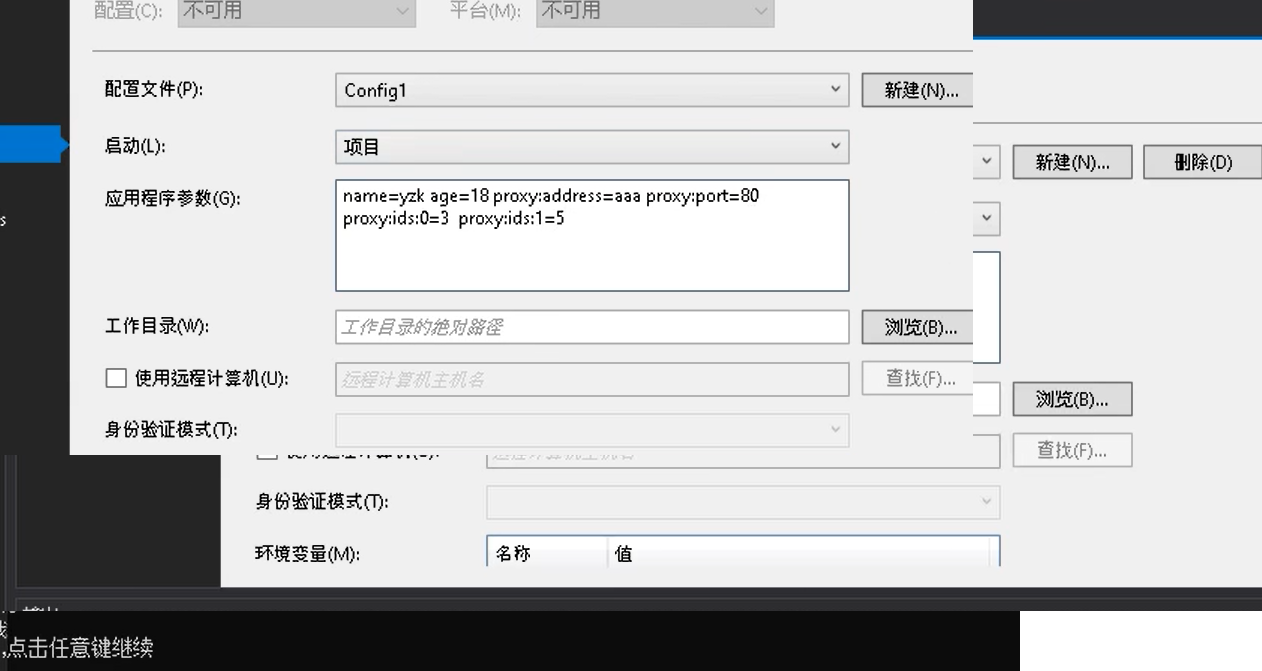 配置(C): 不可用 平台(M): 不可用
配置文件(P): Config1 新建(N)...
启动(L): 项目
新建(N)... 删除(D)
应用程序参数(G): name=yzk age=18 proxy:address=aaa proxy:port=80
proxy:ids:0=3 proxy:ids:1=5
s
工作目录(W): 工作目录的绝对路径 浏览(B)...
使用远程计算机(U): 远程计算机主机名 查找(F)...
浏览(B)...
身份验证模式(T):
查找(F)...
身份验证模式(T):
环境变量(M): 名称 值
,点击任意键继续